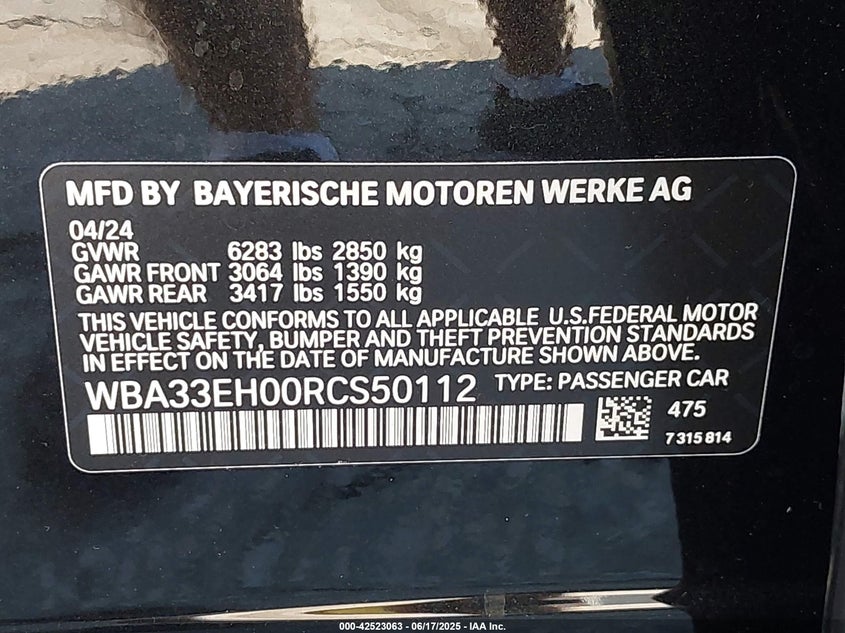 MFD BY BAYERISCHE MOTOREN WERKE AG
04/24
GVWR 6283 lbs 2850 kg
GAWR FRONT 3064 lbs 1390 kg
GAWR REAR 3417 lbs 1550 kg
THIS VEHICLE CONFORMS TO ALL APPLICABLE U.S.FEDERAL MOTOR
VEHICLE SAFETY, BUMPER AND THEFT PREVENTION STANDARDS
IN EFFECT ON THE DATE OF MANUFACTURE SHOWN ABOVE.
WBA33EH00RCS50112 TYPE: PASSENGER CAR
475
7 315 814
000-42523063 - 06/17/2025 - IAA Inc.